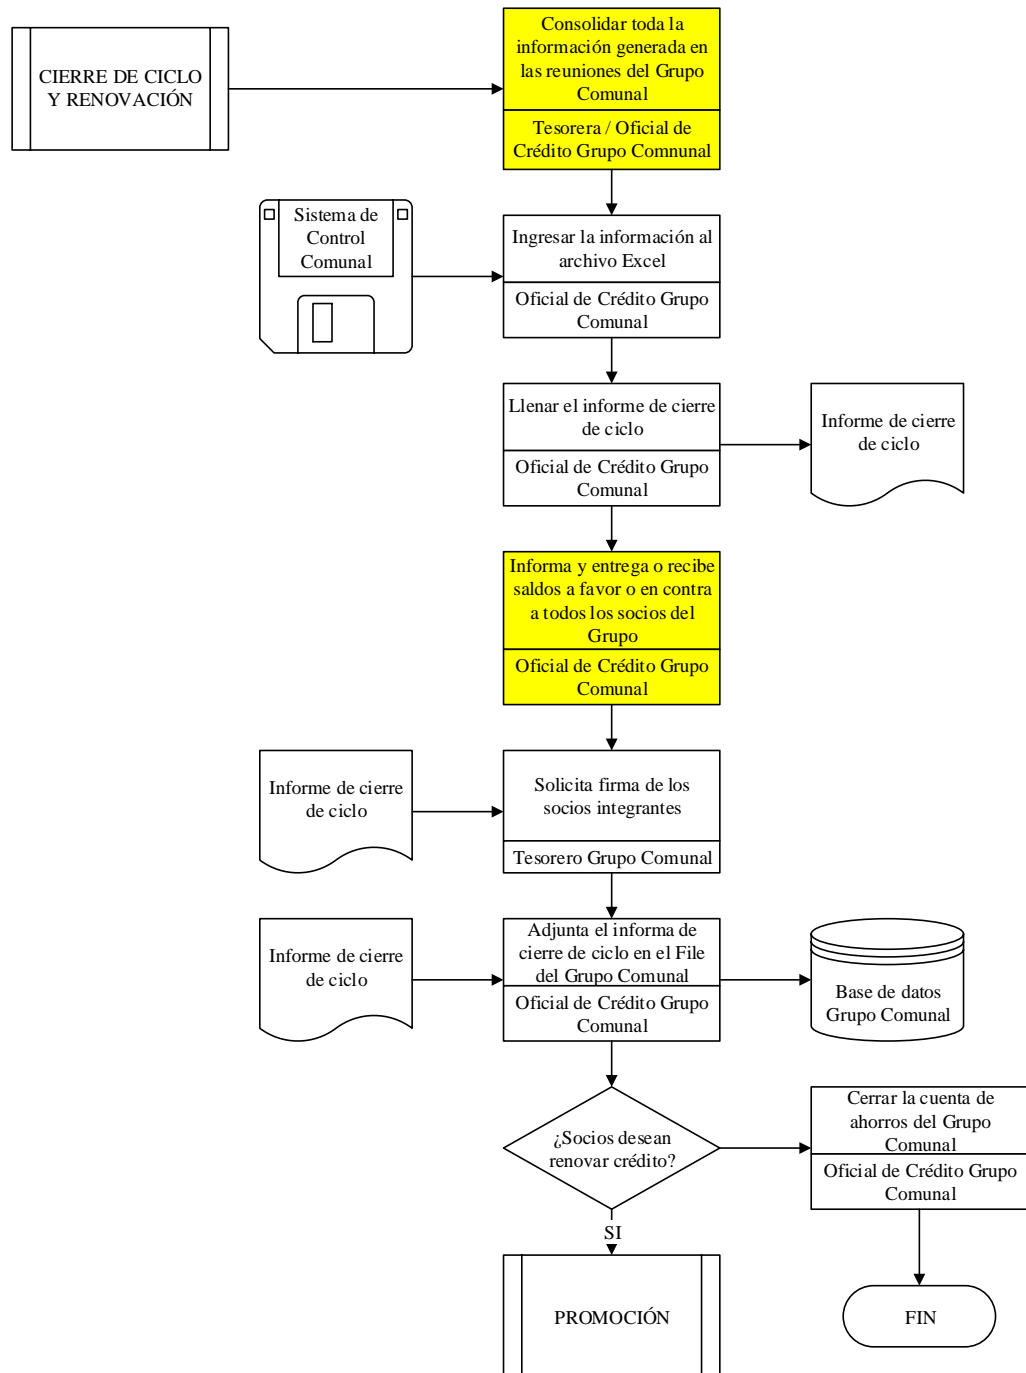 CIERRE DE CICLO
Y RENOVACIÓN
Consolidar toda la
información generada en
las reuniones del Grupo
Comunal
Tesorera / Oficial de
Crédito Grupo Comnunal
Sistema de
Control
Comunal
Ingresar la información al
archivo Excel
Oficial de Crédito Grupo
Comunal
Llenar el informe de cierre
de ciclo
Oficial de Crédito Grupo
Comunal
Informe de cierre
de ciclo
Informa y entrega o recibe
saldos a favor o en contra
a todos los socios del
Grupo
Oficial de Crédito Grupo
Comunal
Informe de cierre
de ciclo
Solicita firma de los
socios integrantes
Tesorero Grupo Comunal
Informe de cierre
de ciclo
Adjunta el informa de
cierre de ciclo en el File
del Grupo Comunal
Oficial de Crédito Grupo
Comunal
Base de datos
Grupo Comunal
¿Socios desean
renovar crédito?
Cerrar la cuenta de
ahorros del Grupo
Comunal
Oficial de Crédito Grupo
Comunal
SI
PROMOCIÓN
FIN